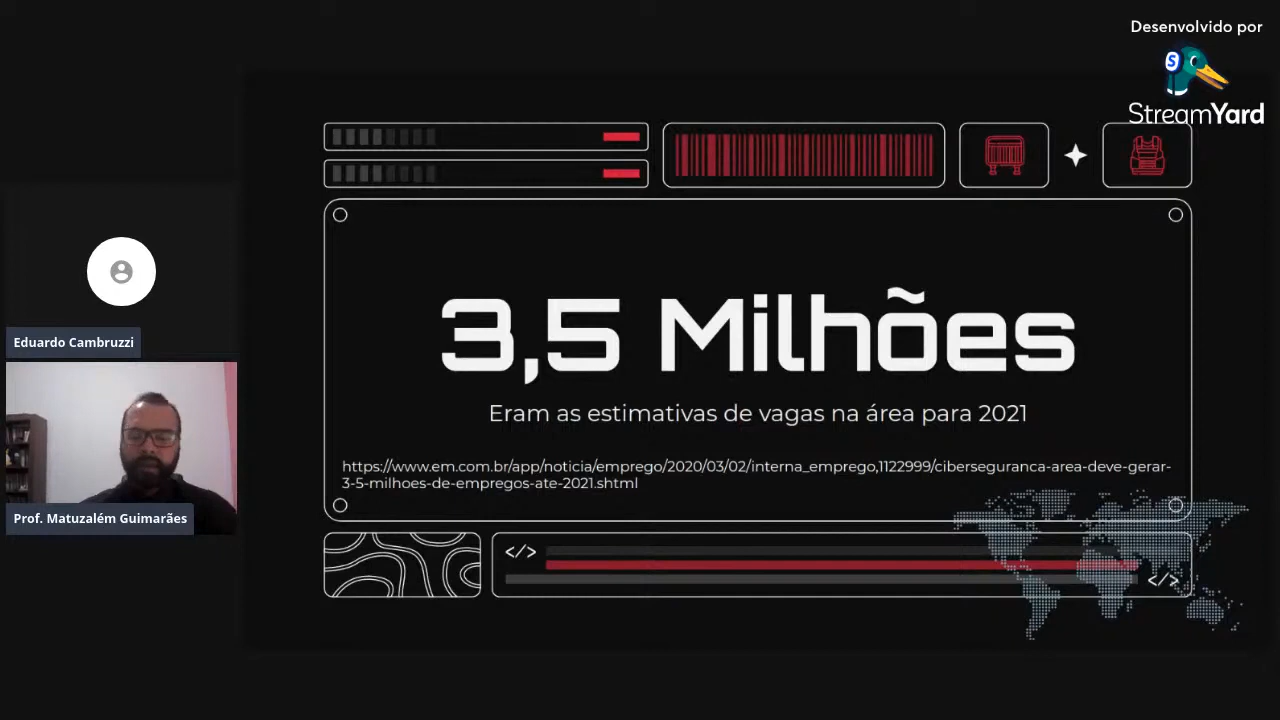 Desenvolvido por
StreamYard
3,5 Milhões
Eram as estimativas de vagas na área para 2021
https://www.em.com.br/app/noticia/emprego/2020/03/02/interna_emprego,1122999/ciberseguranca-area-deve-gerar-
3-5-milhoes-de-empregos-ate-2021.shtml
Eduardo Cambruzzi
Prof. Matuzalém Guimarães
</>
</>